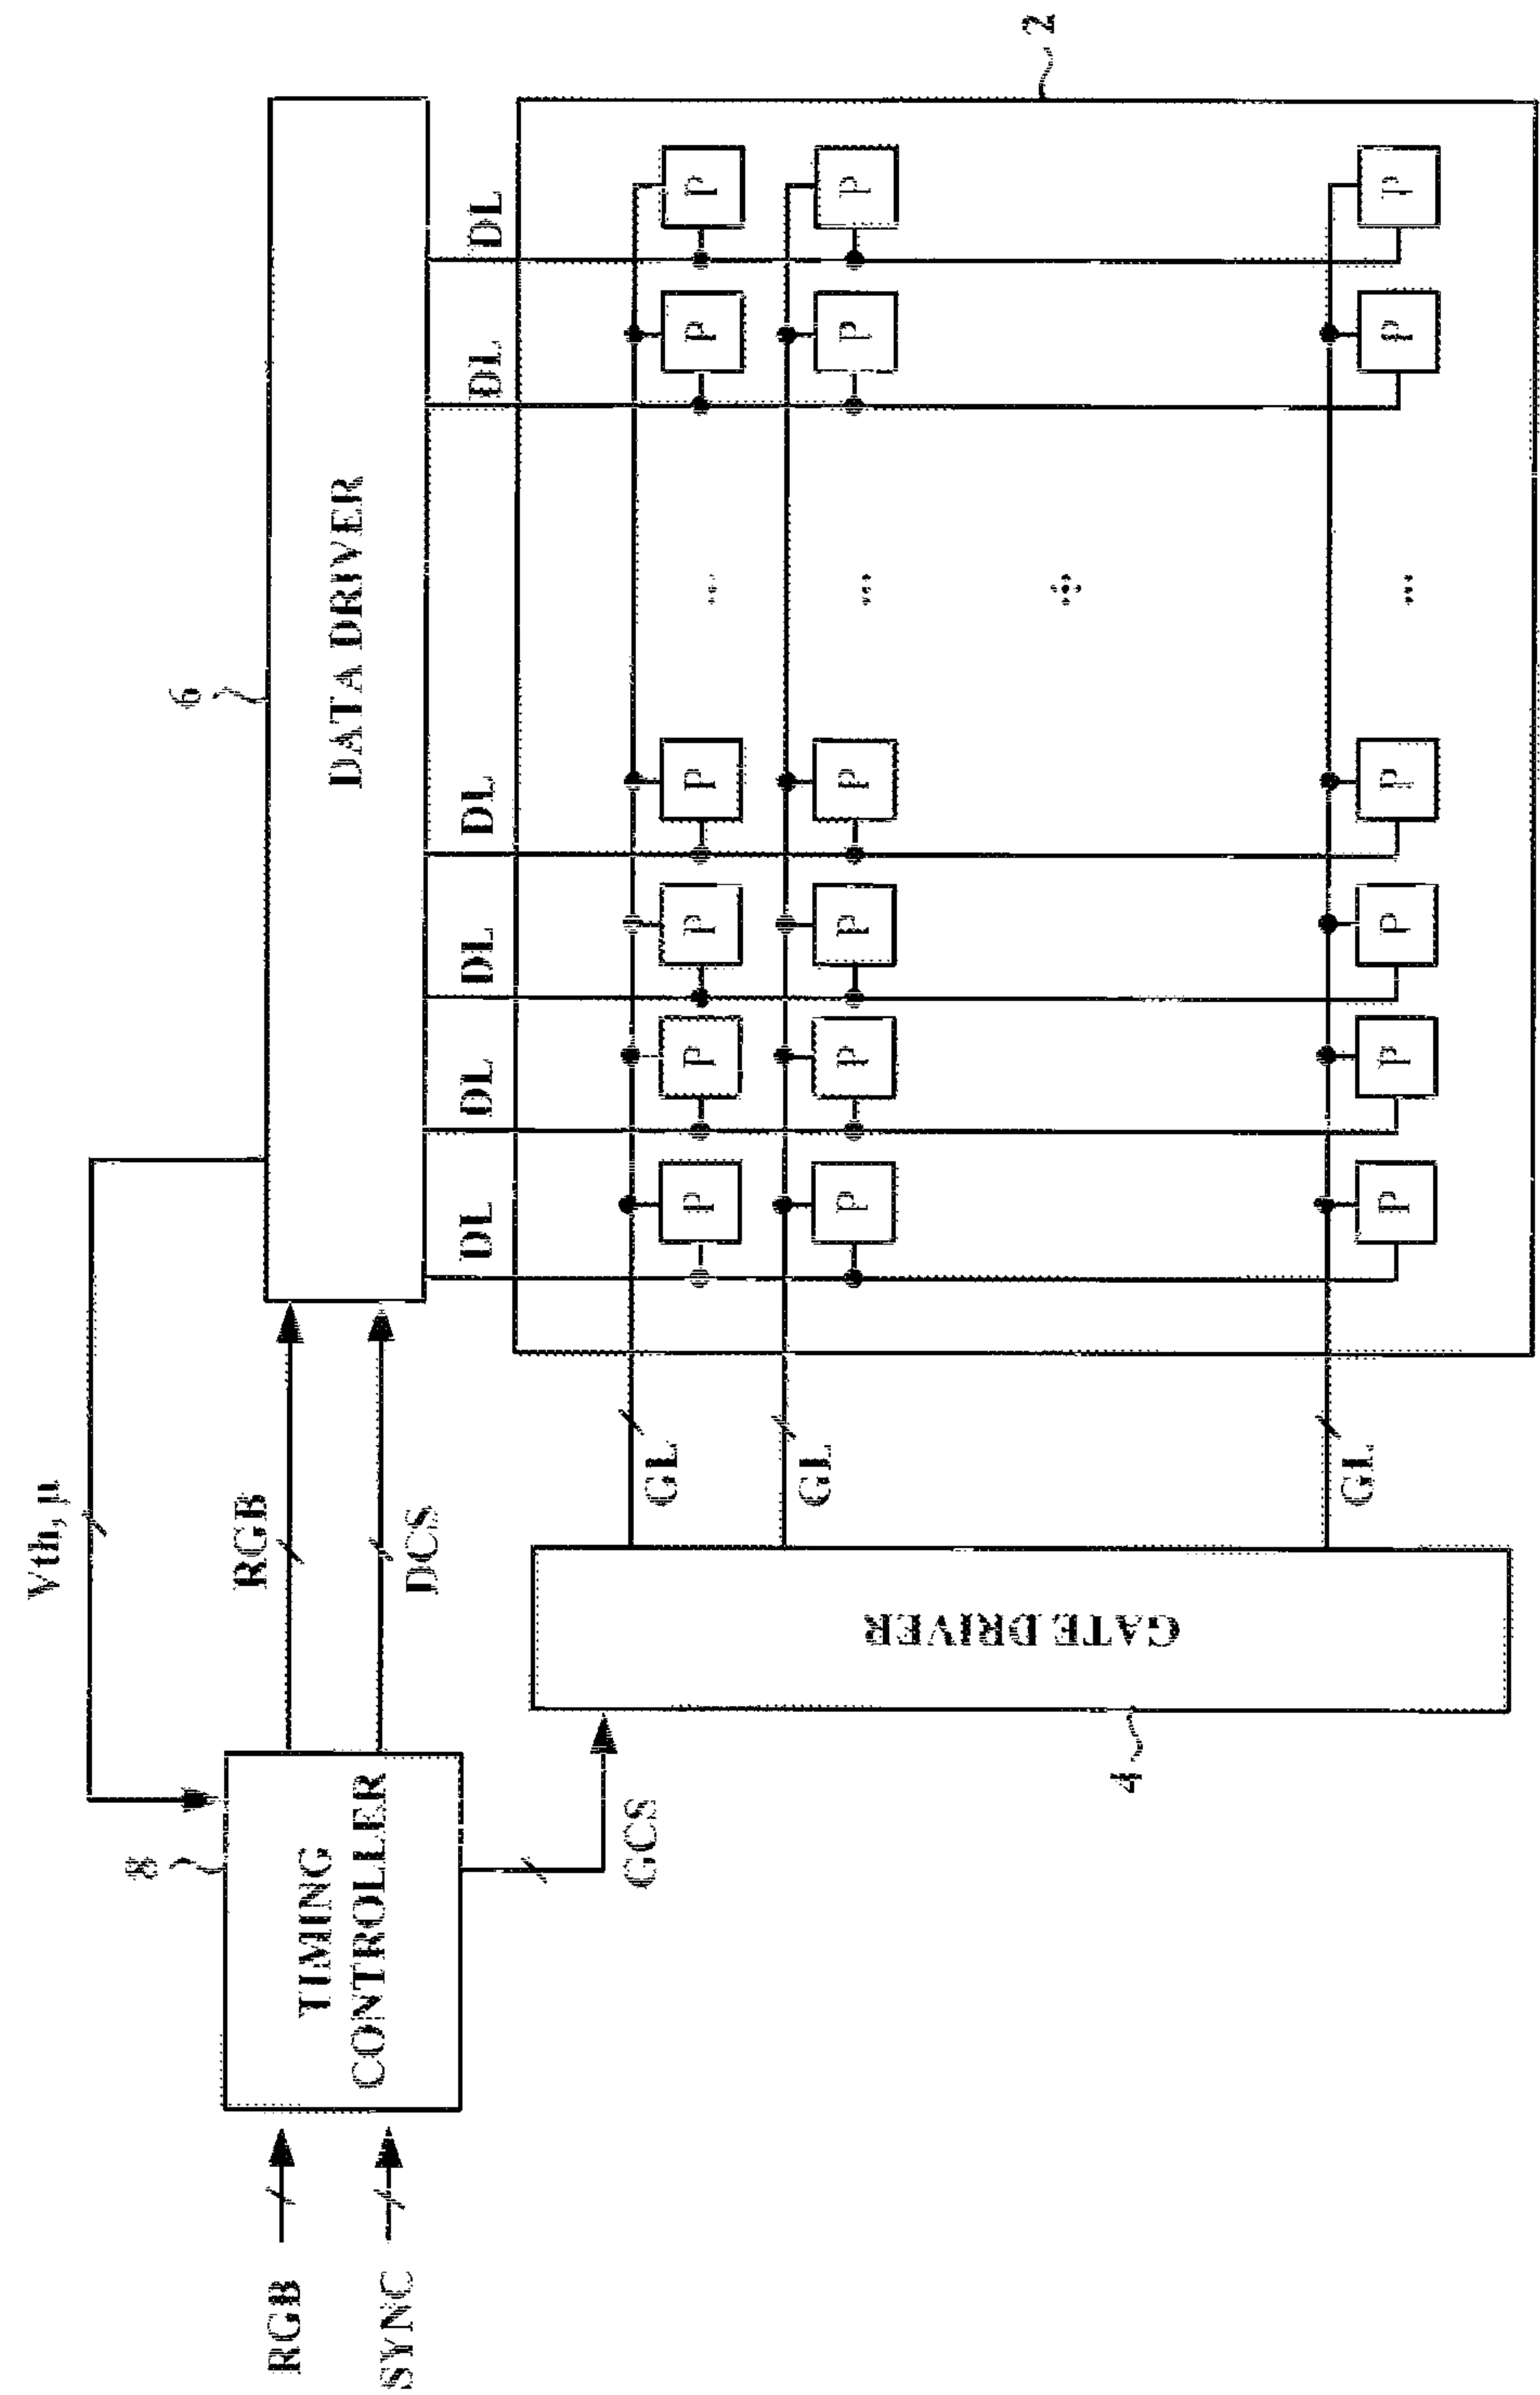 Vth, μ
6
8
RGB
RGB
TIMING
CONTROLLER
DATA DRIVER
SYNC
DCS
DL
DL
DL
DL
DL
DL
GCS
GL
P
P
P
P
P
P
GL
P
P
P
P
P
P
2
GATE DRIVER
4
GL
P
P
P
P
P
P